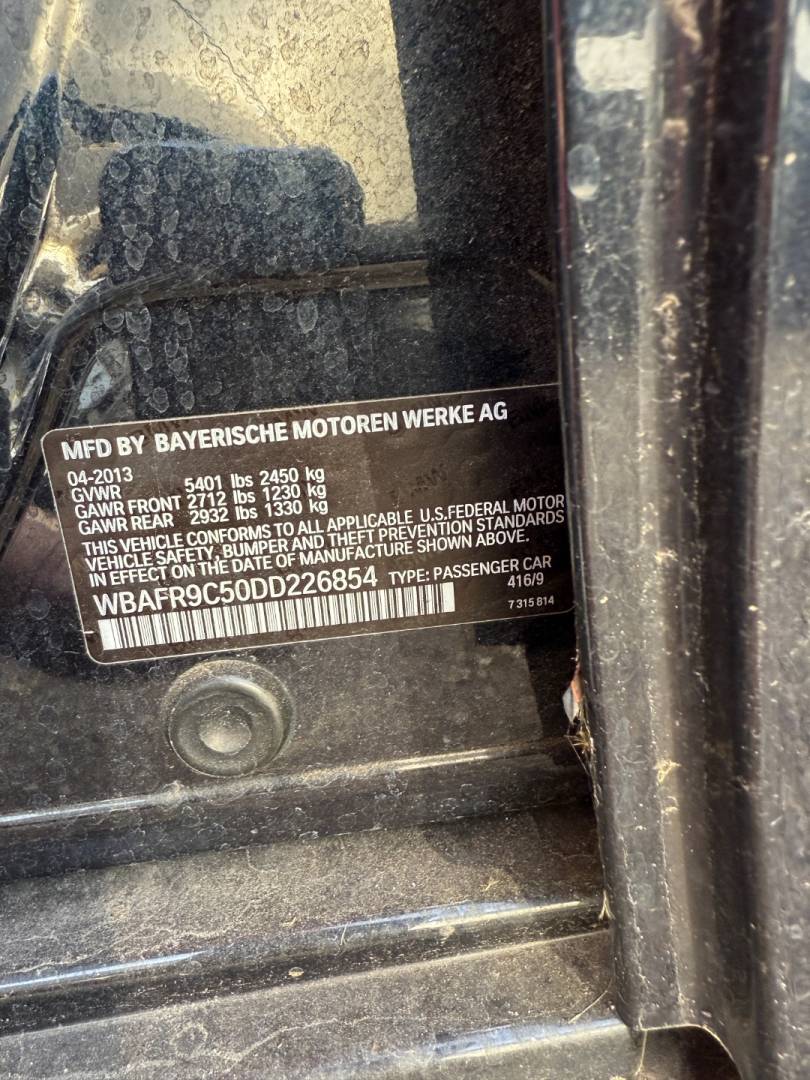 MFD BY BAYERISCHE MOTOREN WERKE AG
04-2013
GVWR 5401 lbs 2450 kg
GAWR FRONT 2712 lbs 1230 kg
GAWR REAR 2932 lbs 1330 kg
THIS VEHICLE CONFORMS TO ALL APPLICABLE U.S.FEDERAL MOTOR
VEHICLE SAFETY, BUMPER AND THEFT PREVENTION STANDARDS
IN EFFECT ON THE DATE OF MANUFACTURE SHOWN ABOVE.
WBAFR9C50DD226854 TYPE: PASSENGER CAR
416/9
7 315 814